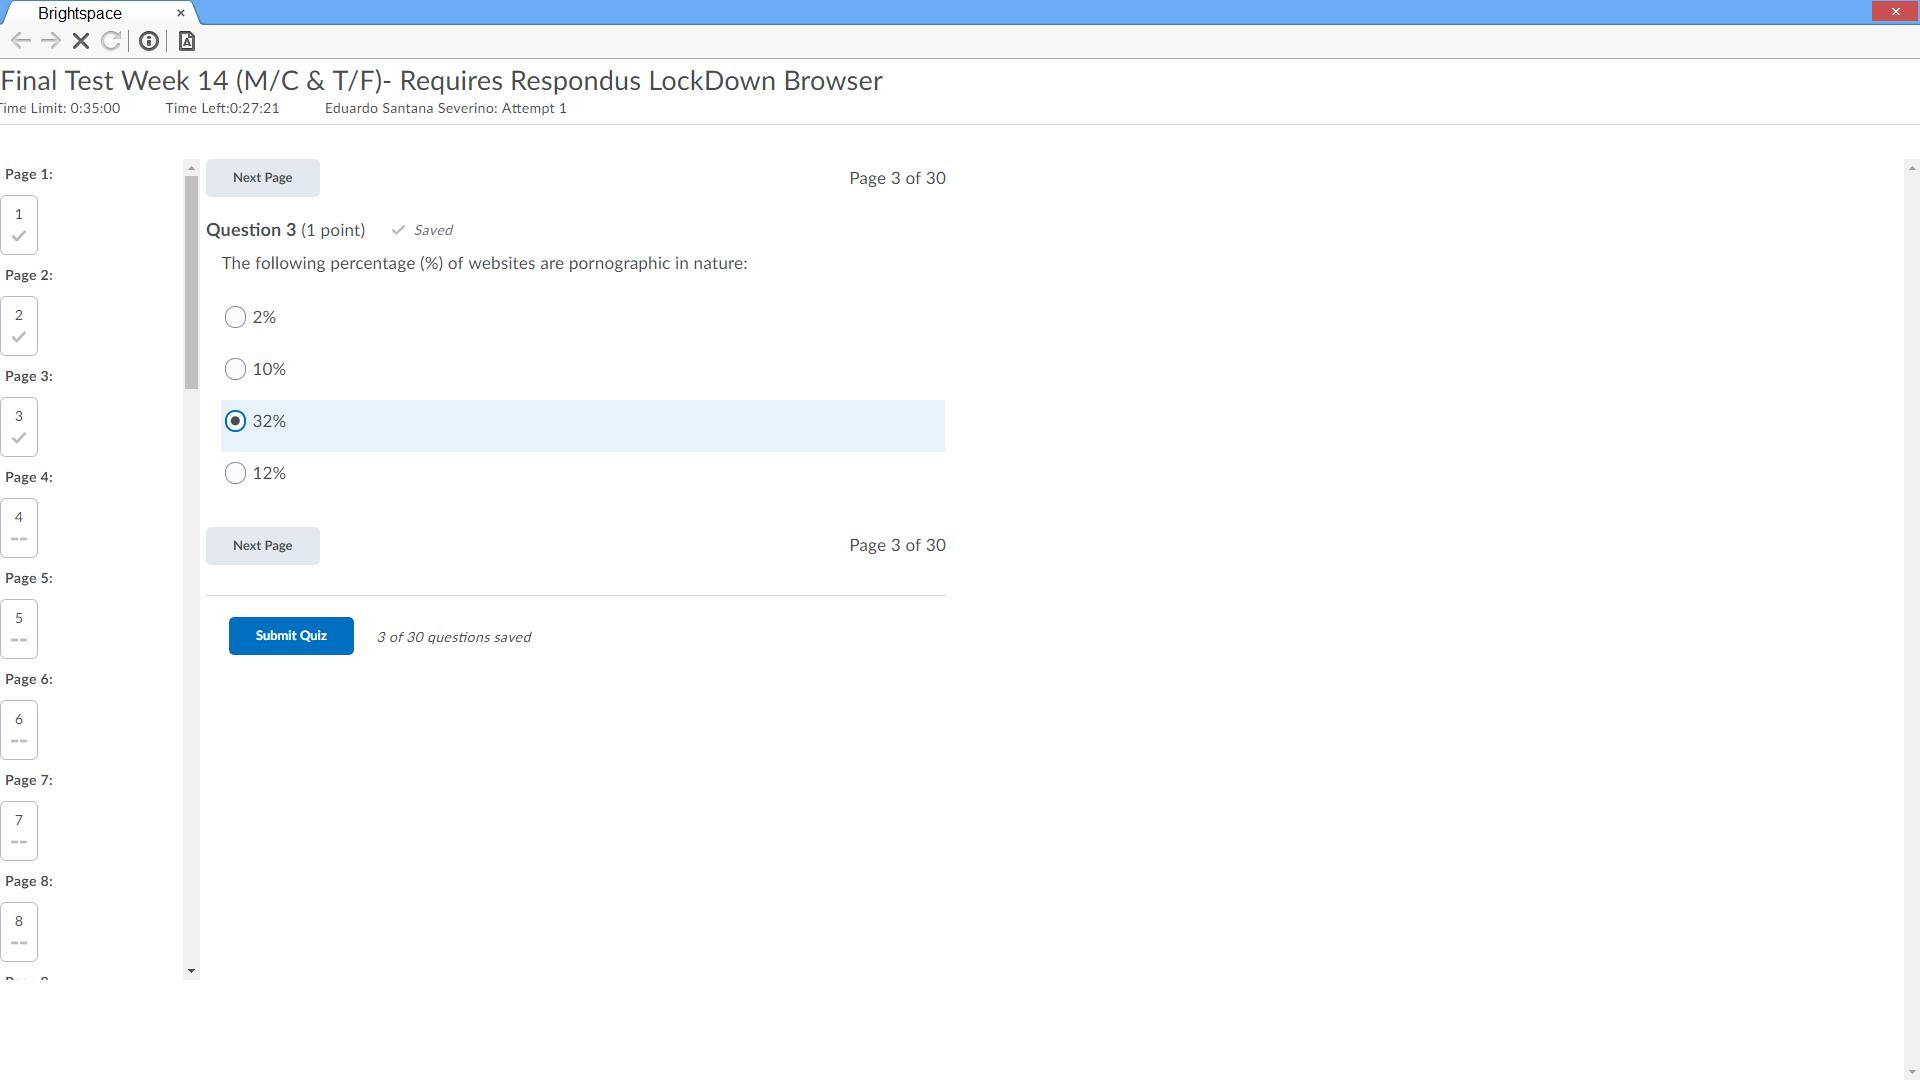 Brightspace
Final Test Week 14 (M/C & T/F)- Requires Respondus LockDown Browser
Time Limit: 0:35:00 Time Left:0:27:21 Eduardo Santana Severino: Attempt 1
Page 1:
1
Page 2:
2
Page 3:
3
Page 4:
4
--
Page 5:
5
--
Page 6:
6
--
Page 7:
7
--
Page 8:
8
--
Next Page Page 3 of 30
Question 3 (1 point) Saved
The following percentage (%) of websites are pornographic in nature:
2%
10%
32%
12%
Next Page Page 3 of 30
Submit Quiz 3 of 30 questions saved